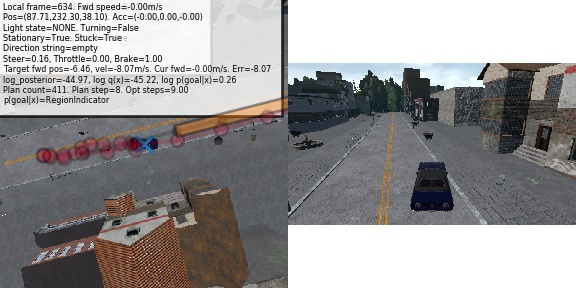 Local frame=634. Fwd speed=-0.00m/s
Pos=(87.71,232.30,38.10). Acc=(-0.00,0.00,-0.00)
Light state=NONE. Turning=False
Stationary=True. Stuck=True
Direction string=empty
Steer=0.16, Throttle=0.00, Brake=1.00
Target fwd pos=-6.46, vel=-8.07m/s. Cur fwd=-0.00m/s. Err=-8.07
log_posterior=-44.97, log q(x)=-45.22, log p(goal|x)=0.26
Plan count=411. Plan step=8. Opt steps=9.00
p(goal|x)=RegionIndicator